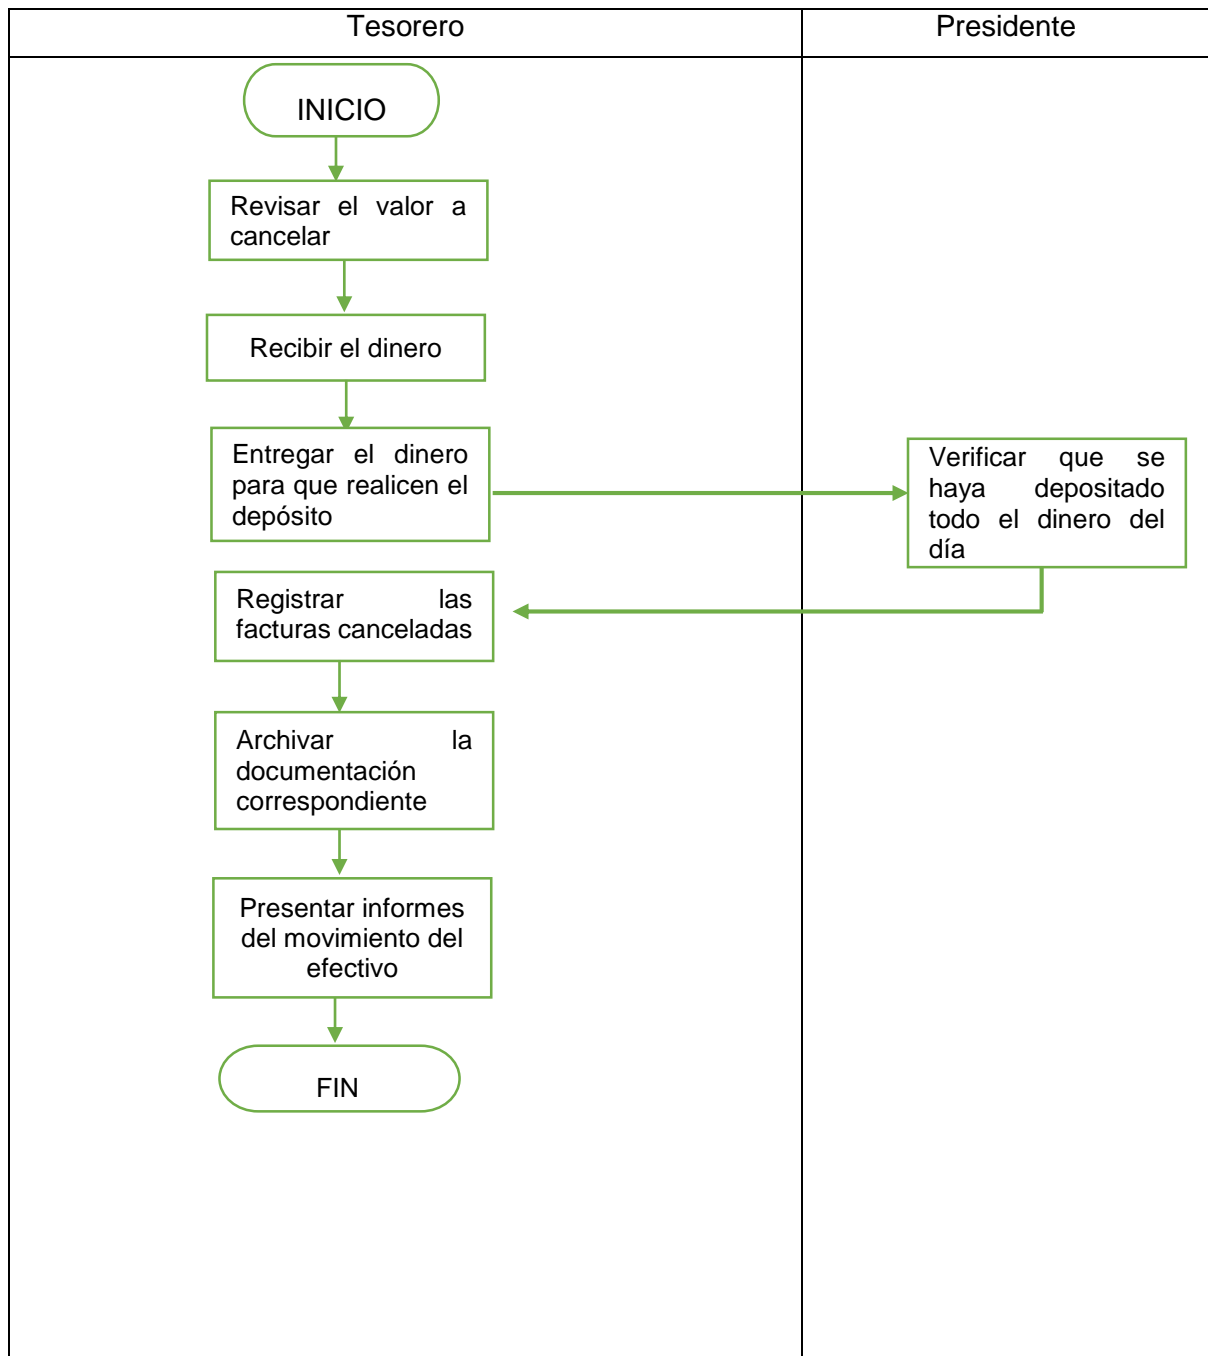 Tesorero
Presidente
INICIO
Revisar el valor a
cancelar
Recibir el dinero
Entregar el dinero
para que realicen el
depósito
Verificar que se
haya depositado
todo el dinero del
día
Registrar las
facturas canceladas
Archivar la
documentación
correspondiente
Presentar informes
del movimiento del
efectivo
FIN